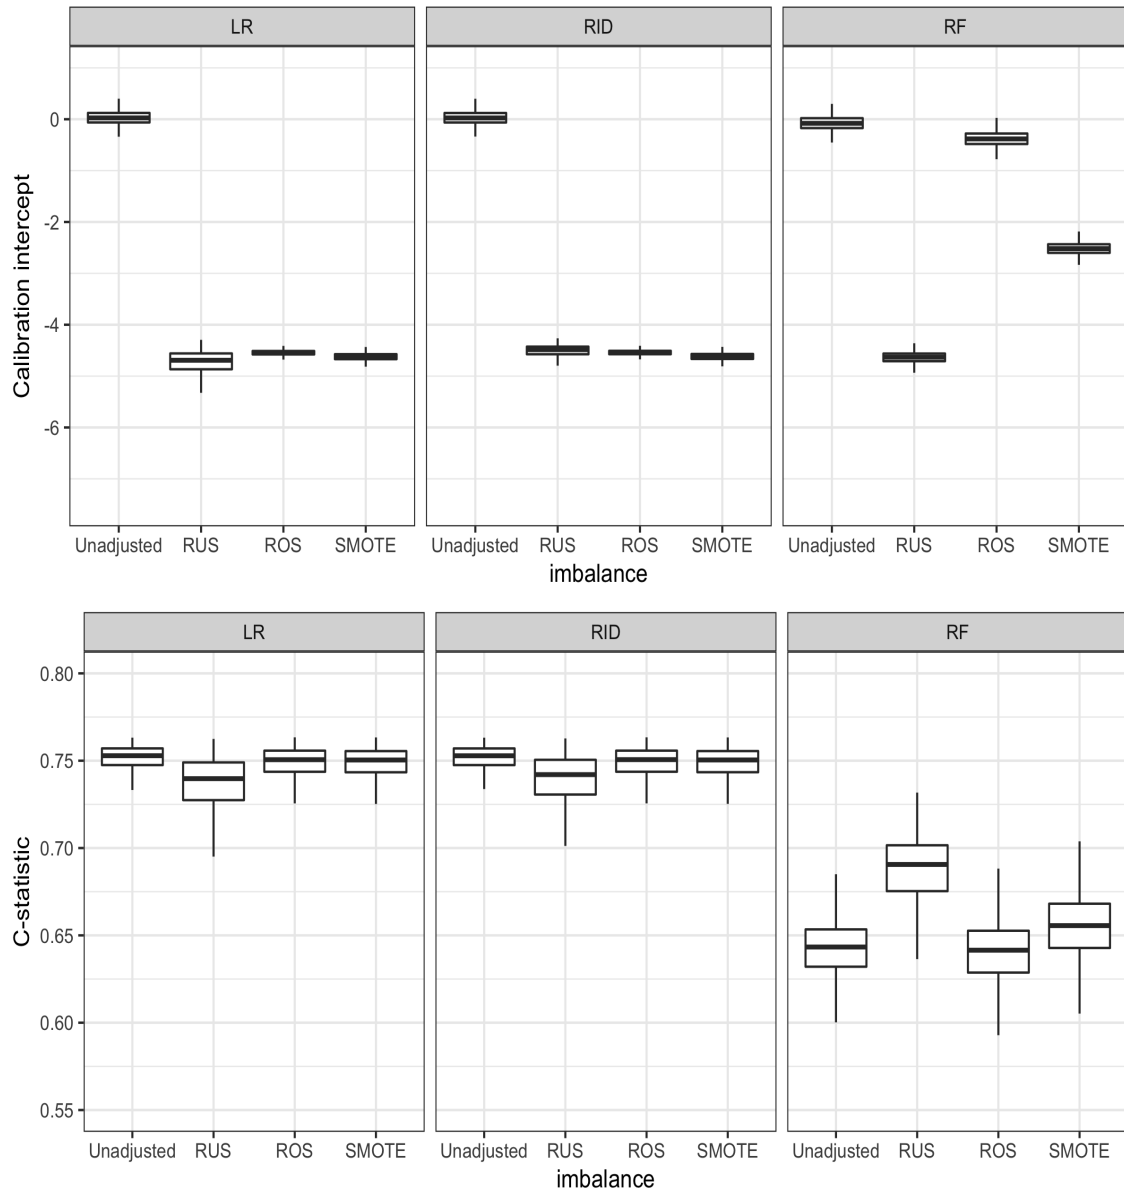 LR RID RF
Calibration intercept
0
-2
-4
-6
Unadjusted RUS ROS SMOTE Unadjusted RUS ROS SMOTE Unadjusted RUS ROS SMOTE
imbalance
LR RID RF
C-statistic
0.80
0.75
0.70
0.65
0.60
0.55
Unadjusted RUS ROS SMOTE Unadjusted RUS ROS SMOTE Unadjusted RUS ROS SMOTE
imbalance